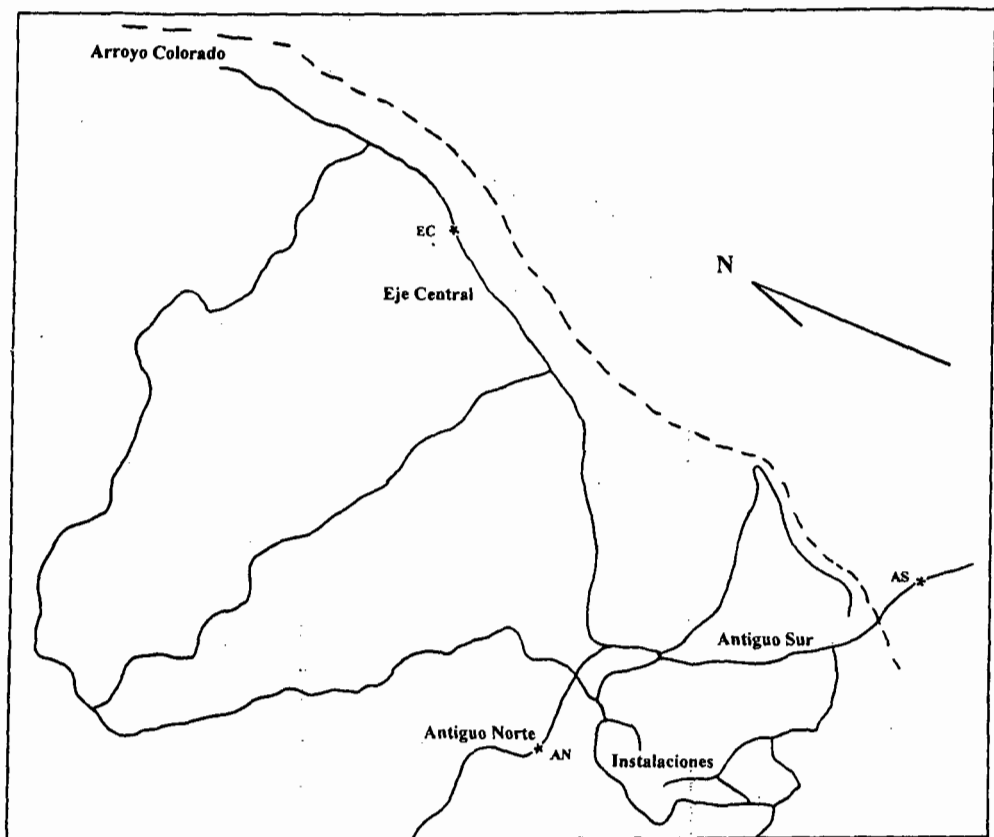 Arroyo Colorado
EC
Eje Central
N
AS
Antiguo Sur
Antiguo Norte
AN
Instalaciones